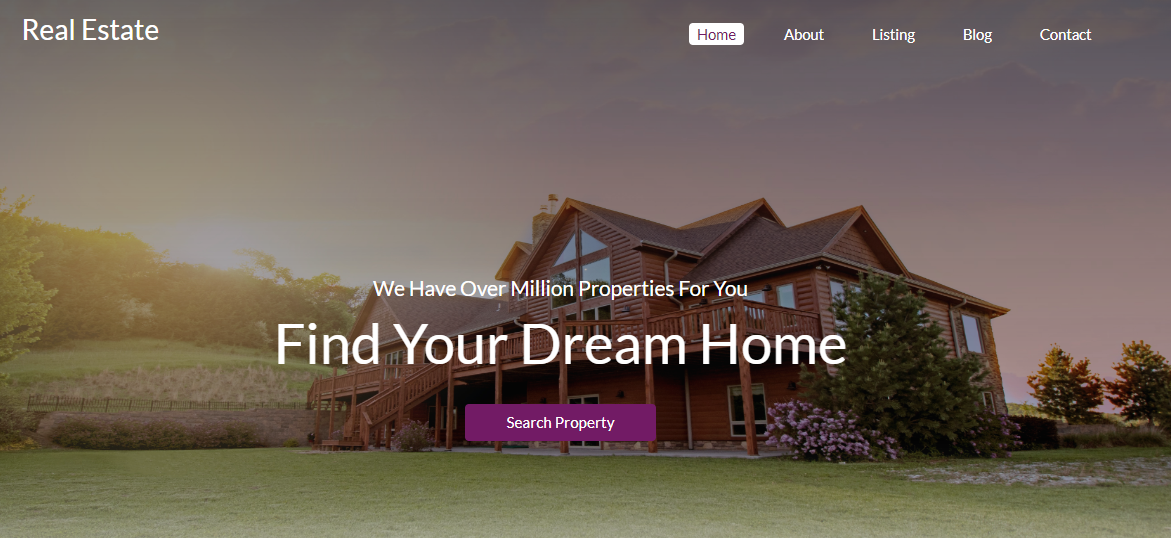 Real Estate
Home About Listing Blog Contact
We Have Over Million Properties For You
Find Your Dream Home
Search Property